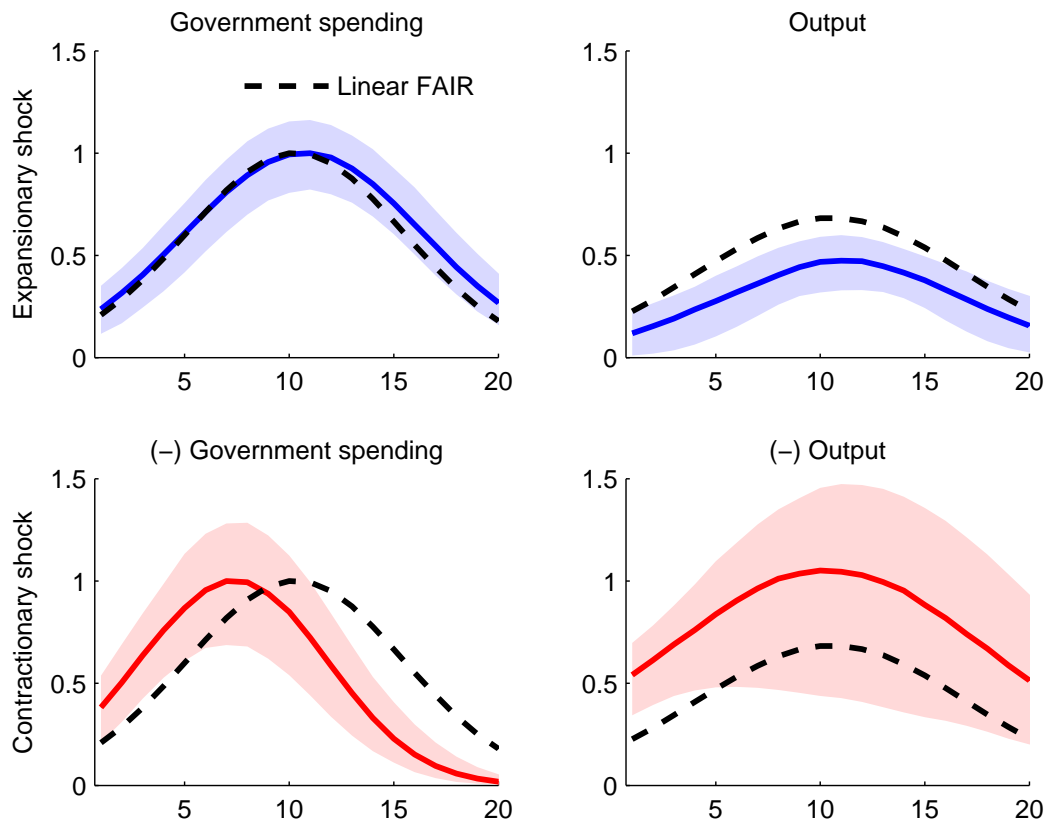 Government spending
Output
Expansionary shock
1.5
1
0.5
0
Linear FAIR
5 10 15 20
1.5
1
0.5
0
5 10 15 20
(−) Government spending
(−) Output
Contractionary shock
1.5
1
0.5
0
5 10 15 20
1.5
1
0.5
0
5 10 15 20